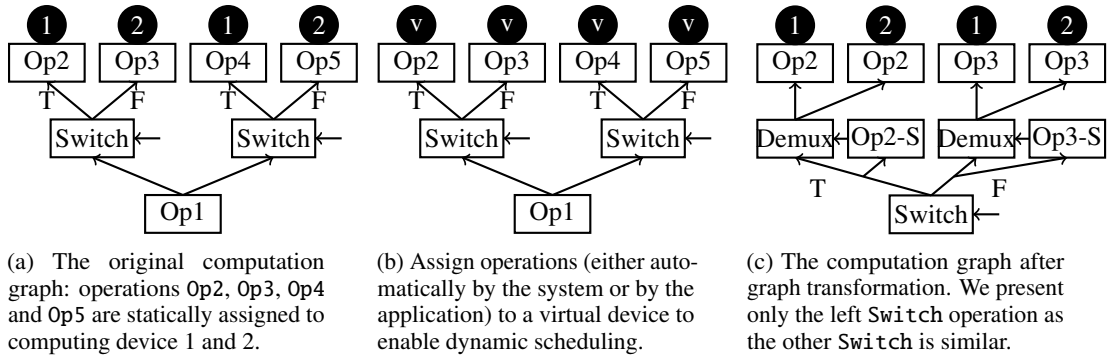 1 2 1 2
Op2 Op3 Op4 Op5
T F T F
Switch Switch
Op1
(a) The original computation
graph: operations Op2, Op3, Op4
and Op5 are statically assigned to
computing device 1 and 2.
v v v v
Op2 Op3 Op4 Op5
T F T F
Switch Switch
Op1
(b) Assign operations (either auto-
matically by the system or by the
application) to a virtual device to
enable dynamic scheduling.
1 2 1 2
Op2 Op2 Op3 Op3
Demux Op2-S Demux Op3-S
T F
Switch
(c) The computation graph after
graph transformation. We present
only the left Switch operation as
the other Switch is similar.